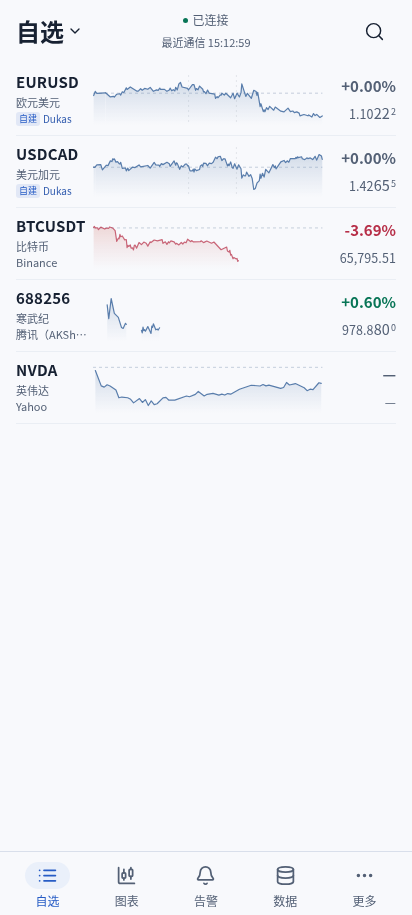 自选
已连接
最近通信 15:12:59
EURUSD
欧元美元
自建 Dukas
+0.00%
1.1022²
USDCAD
美元加元
自建 Dukas
+0.00%
1.4265⁵
BTCUSDT
比特币
Binance
-3.69%
65,795.51
688256
寒武纪
腾讯（AKSh…
+0.60%
978.880⁰
NVDA
英伟达
Yahoo
—
—
自选
图表
告警
数据
更多